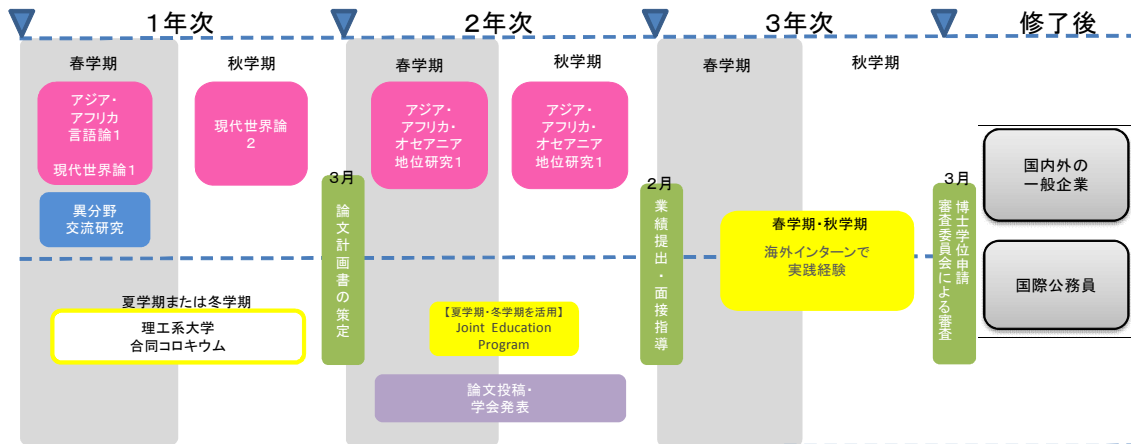 1年次
2年次
3年次
修了後
春学期
秋学期
春学期
秋学期
春学期
秋学期
アジア・
アフリカ
言語論1
現代世界論1
現代世界論
2
アジア・
アフリカ・
オセアニア
地位研究1
アジア・
アフリカ・
オセアニア
地位研究1
異分野
交流研究
3月
論文計画書の策定
2月
業績提出・面接指導
春学期・秋学期
海外インターンで
実践経験
3月
博士学位申請
審査委員会による審査
国内外の
一般企業
国際公務員
夏学期または冬学期
理工系大学
合同コロキウム
【夏学期・冬学期を活用】
Joint Education
Program
論文投稿・
学会発表